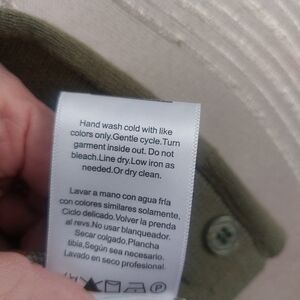 Hand wash cold with like
colors only.Gentle cycle.Turn
garment inside out. Do not
bleach.Line dry.Low iron as
needed.Or dry clean.
Lavar a mano con agua fria
con colores similares solamente,
Ciclo delicado.Volver la prenda
al revs.No usar blanqueador.
Secar colgado.Plancha
tibia,Según sea necesario.
Lavado en seco profesional.